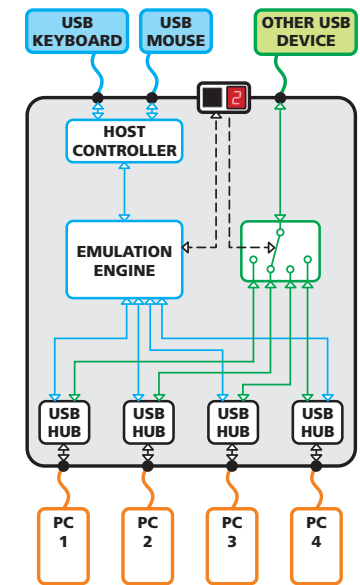 USB
KEYBOARD
USB
MOUSE
OTHER USB
DEVICE
2
HOST
CONTROLLER
EMULATION
ENGINE
USB
HUB
USB
HUB
USB
HUB
USB
HUB
PC
1
PC
2
PC
3
PC
4